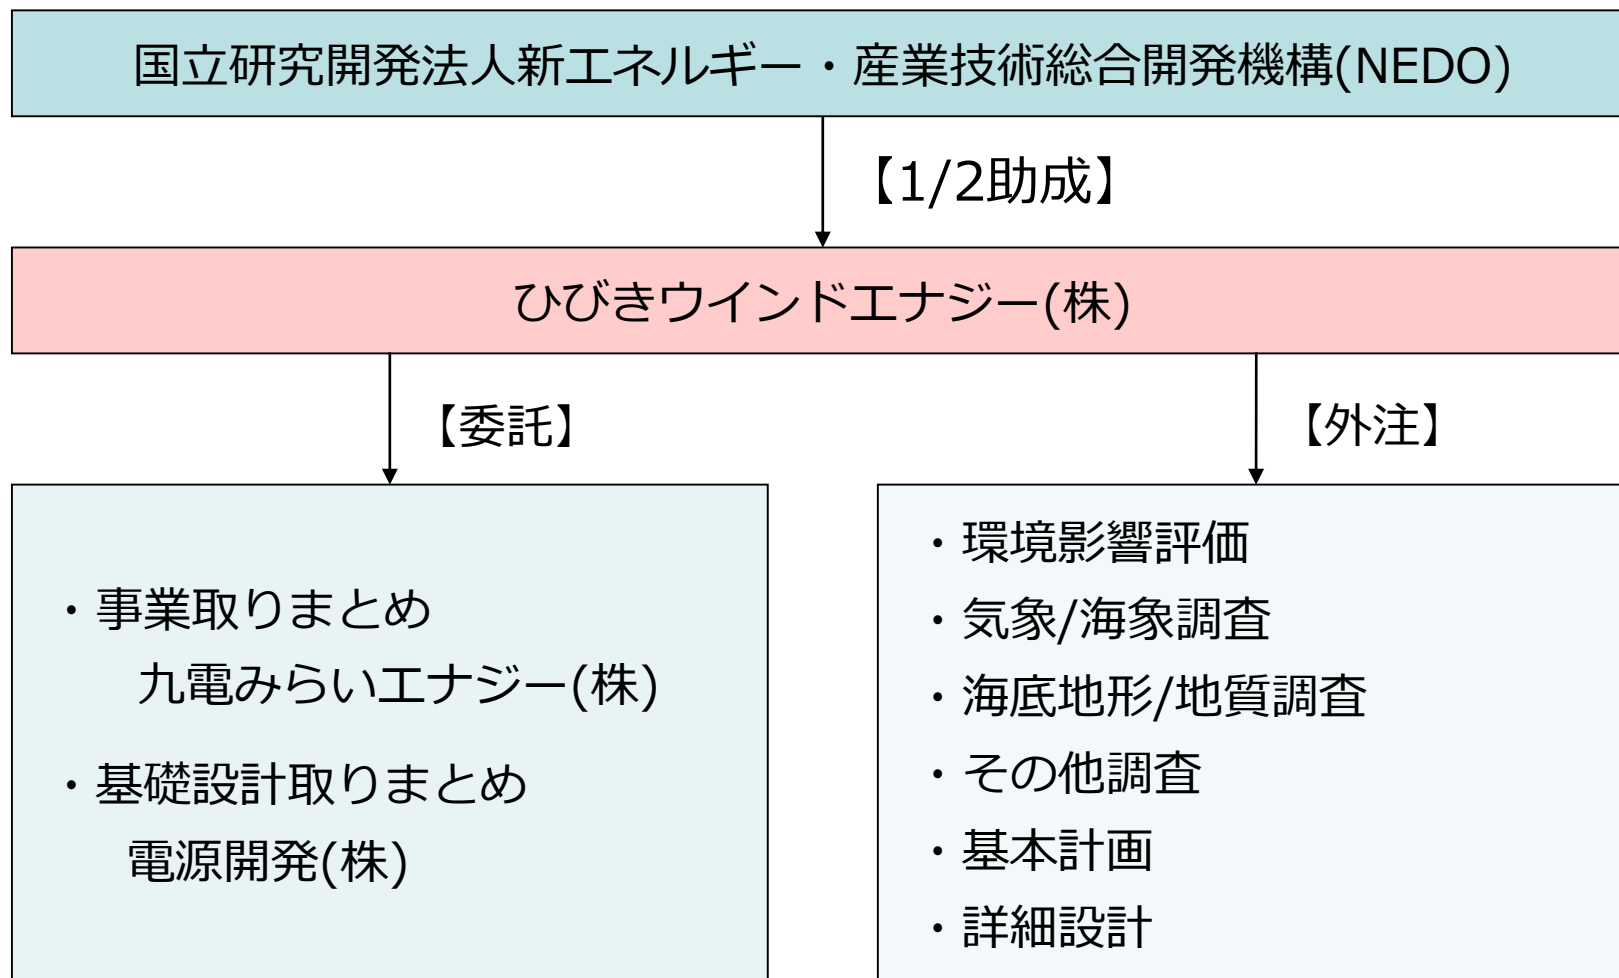 国立研究開発法人新エネルギー・産業技術総合開発機構(NEDO)
【1/2助成】
ひびきウインドエナジー(株)
【委託】
【外注】
・事業取りまとめ
九電みらいエナジー(株)
・基礎設計取りまとめ
電源開発(株)
・環境影響評価
・気象/海象調査
・海底地形/地質調査
・その他調査
・基本計画
・詳細設計